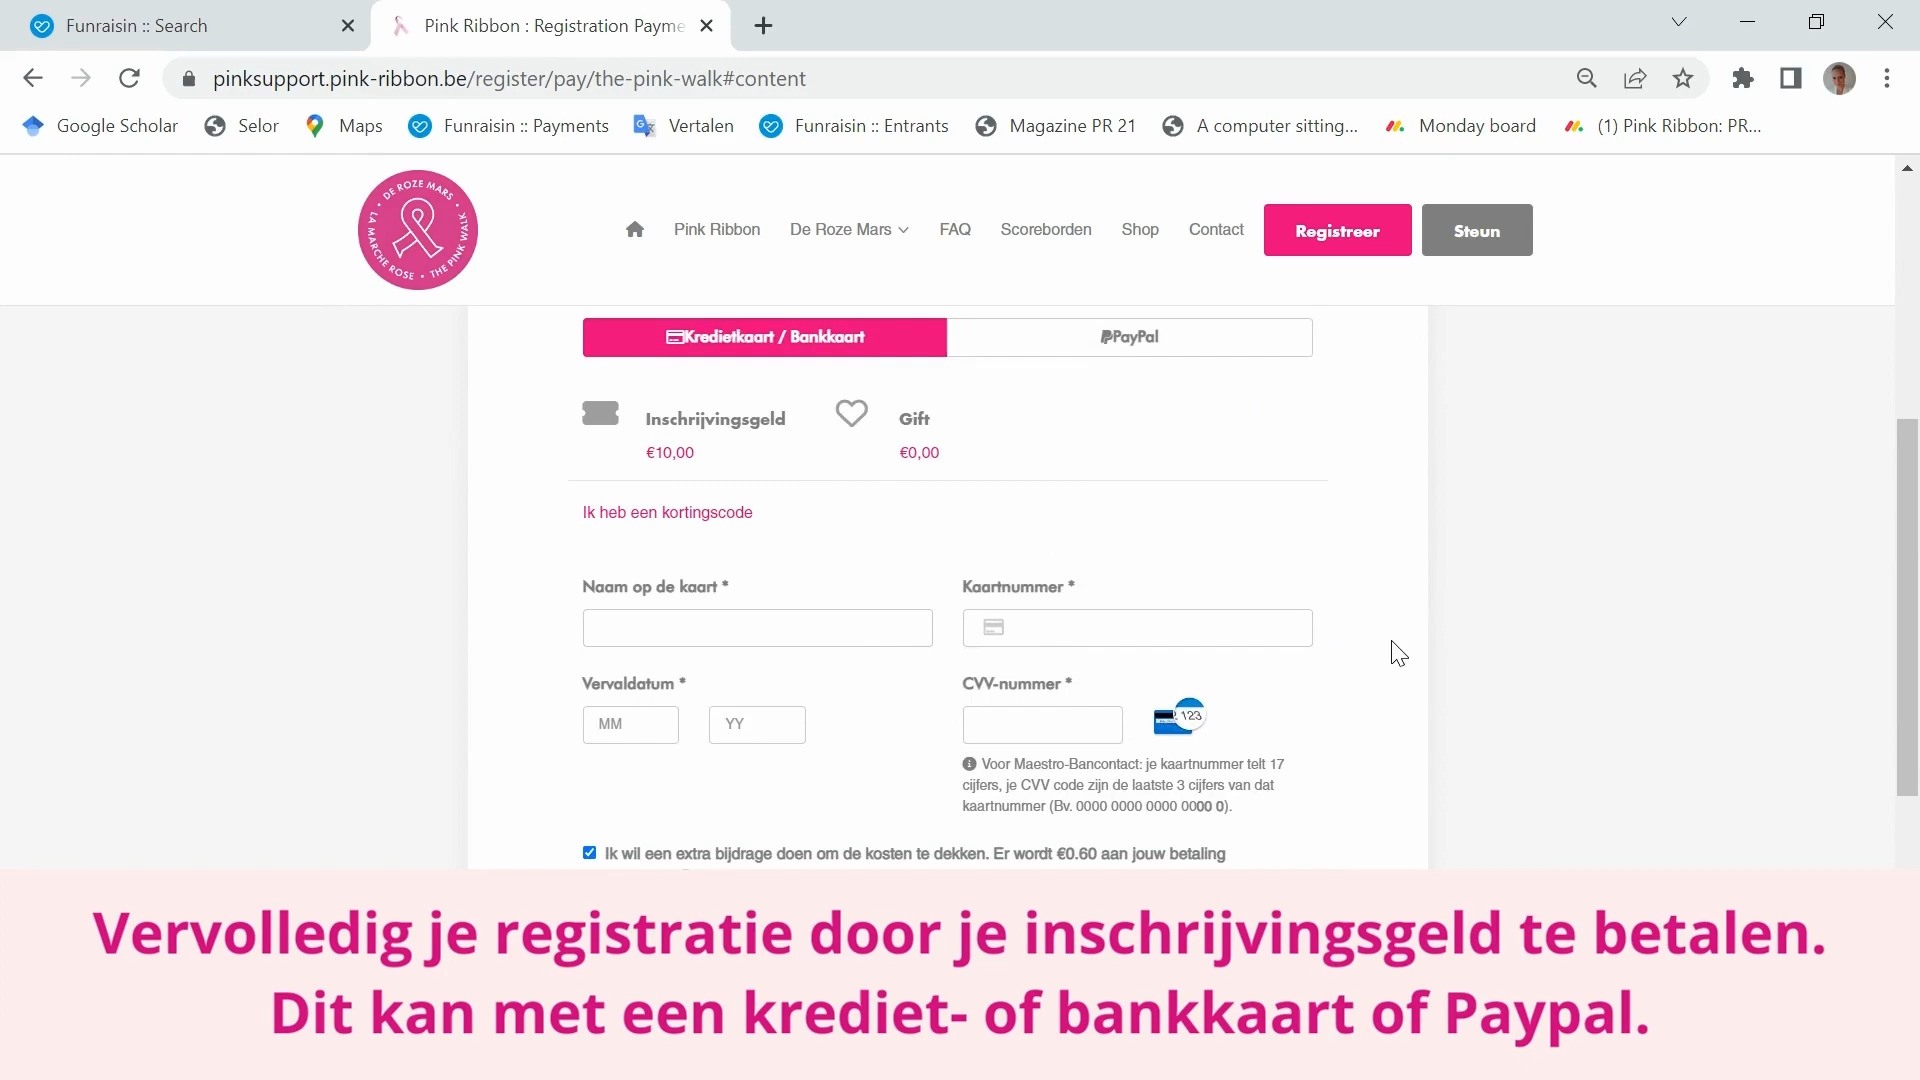 Funraisin :: Search
Pink Ribbon : Registration Payme
pinksupport.pink-ribbon.be/register/pay/the-pink-walk#content
Google Scholar
Selor
Maps
Funraisin :: Payments
Vertalen
Funraisin :: Entrants
Magazine PR 21
A computer sitting...
Monday board
(1) Pink Ribbon: PR...
DE ROZE MARS • THE PINK WALK • LA MARCHE ROSE •
Pink Ribbon
De Roze Mars
FAQ
Scoreborden
Shop
Contact
Registreer
Steun
Kredietkaart / Bankkaart
PayPal
Inschrijvingsgeld
€10,00
Gift
€0,00
Ik heb een kortingscode
Naam op de kaart *
Kaartnummer *
Vervaldatum *
MM
YY
CVV-nummer *
123
Voor Maestro-Bancontact: je kaartnummer telt 17
cijfers, je CVV code zijn de laatste 3 cijfers van dat
kaartnummer (Bv. 0000 0000 0000 0000 0).
Ik wil een extra bijdrage doen om de kosten te dekken. Er wordt €0.60 aan jouw betaling
Vervolledig je registratie door je inschrijvingsgeld te betalen.
Dit kan met een krediet- of bankkaart of Paypal.